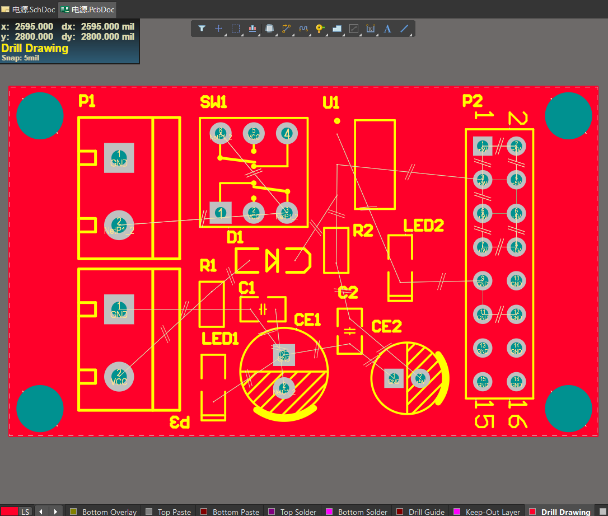 电源.SchDoc 电源.PcbDoc
x: 2595.000 dx: 2595.000 mil
y: 2800.000 dy: 2800.000 mil
Drill Drawing
Snap: 5mil
P1 SW1 U1 P2
1 2
4
1
D1 R2 LED2
R1 C1 C2
LED1 CE1 CE2
P3
15 16
LS Bottom Overlay Top Paste Bottom Paste Top Solder Bottom Solder Drill Guide Keep-Out Layer Drill Drawing